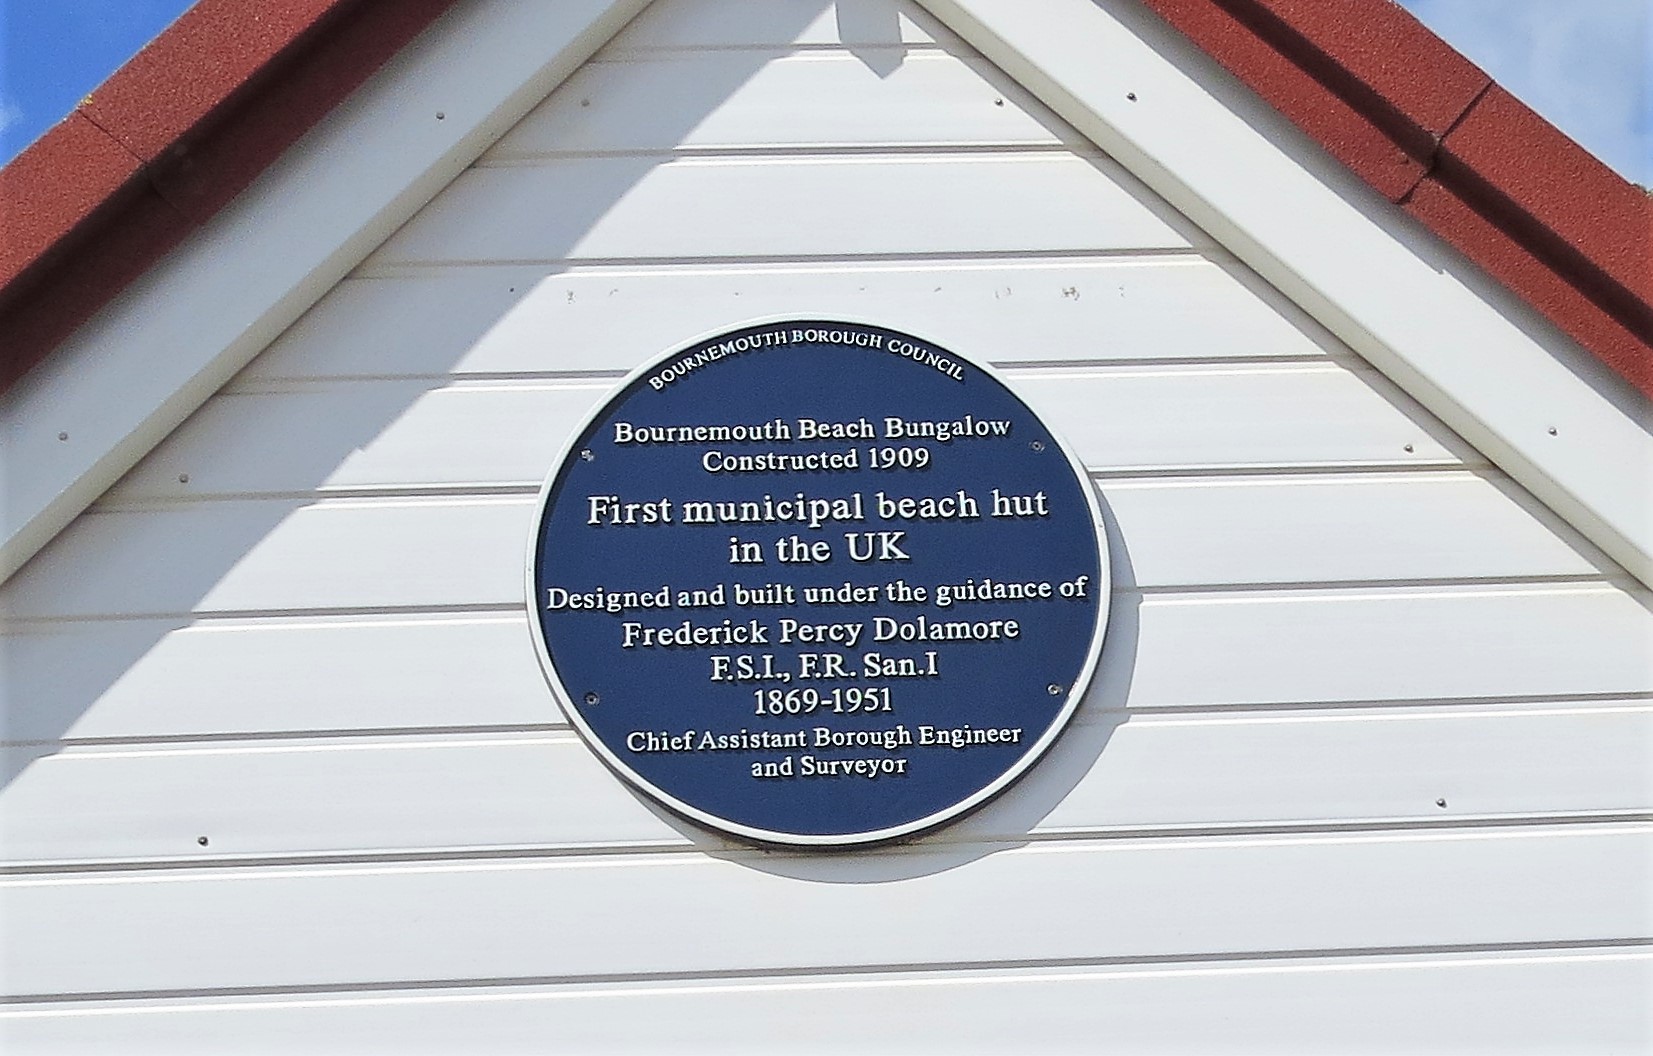 BOURNEMOUTH BOROUGH COUNCIL
Bournemouth Beach Bungalow
Constructed 1909
First municipal beach hut
in the UK
Designed and built under the guidance of
Frederick Percy Dolamore
F.S.I., F.R. San.I
1869-1951
Chief Assistant Borough Engineer
and Surveyor